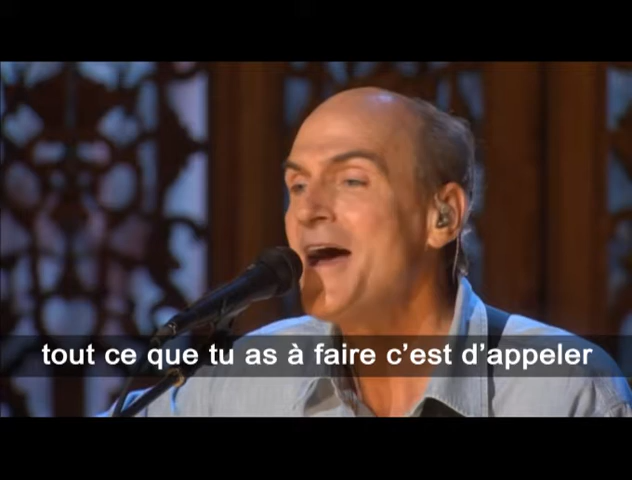 tout ce que tu as à faire c’est d’appeler